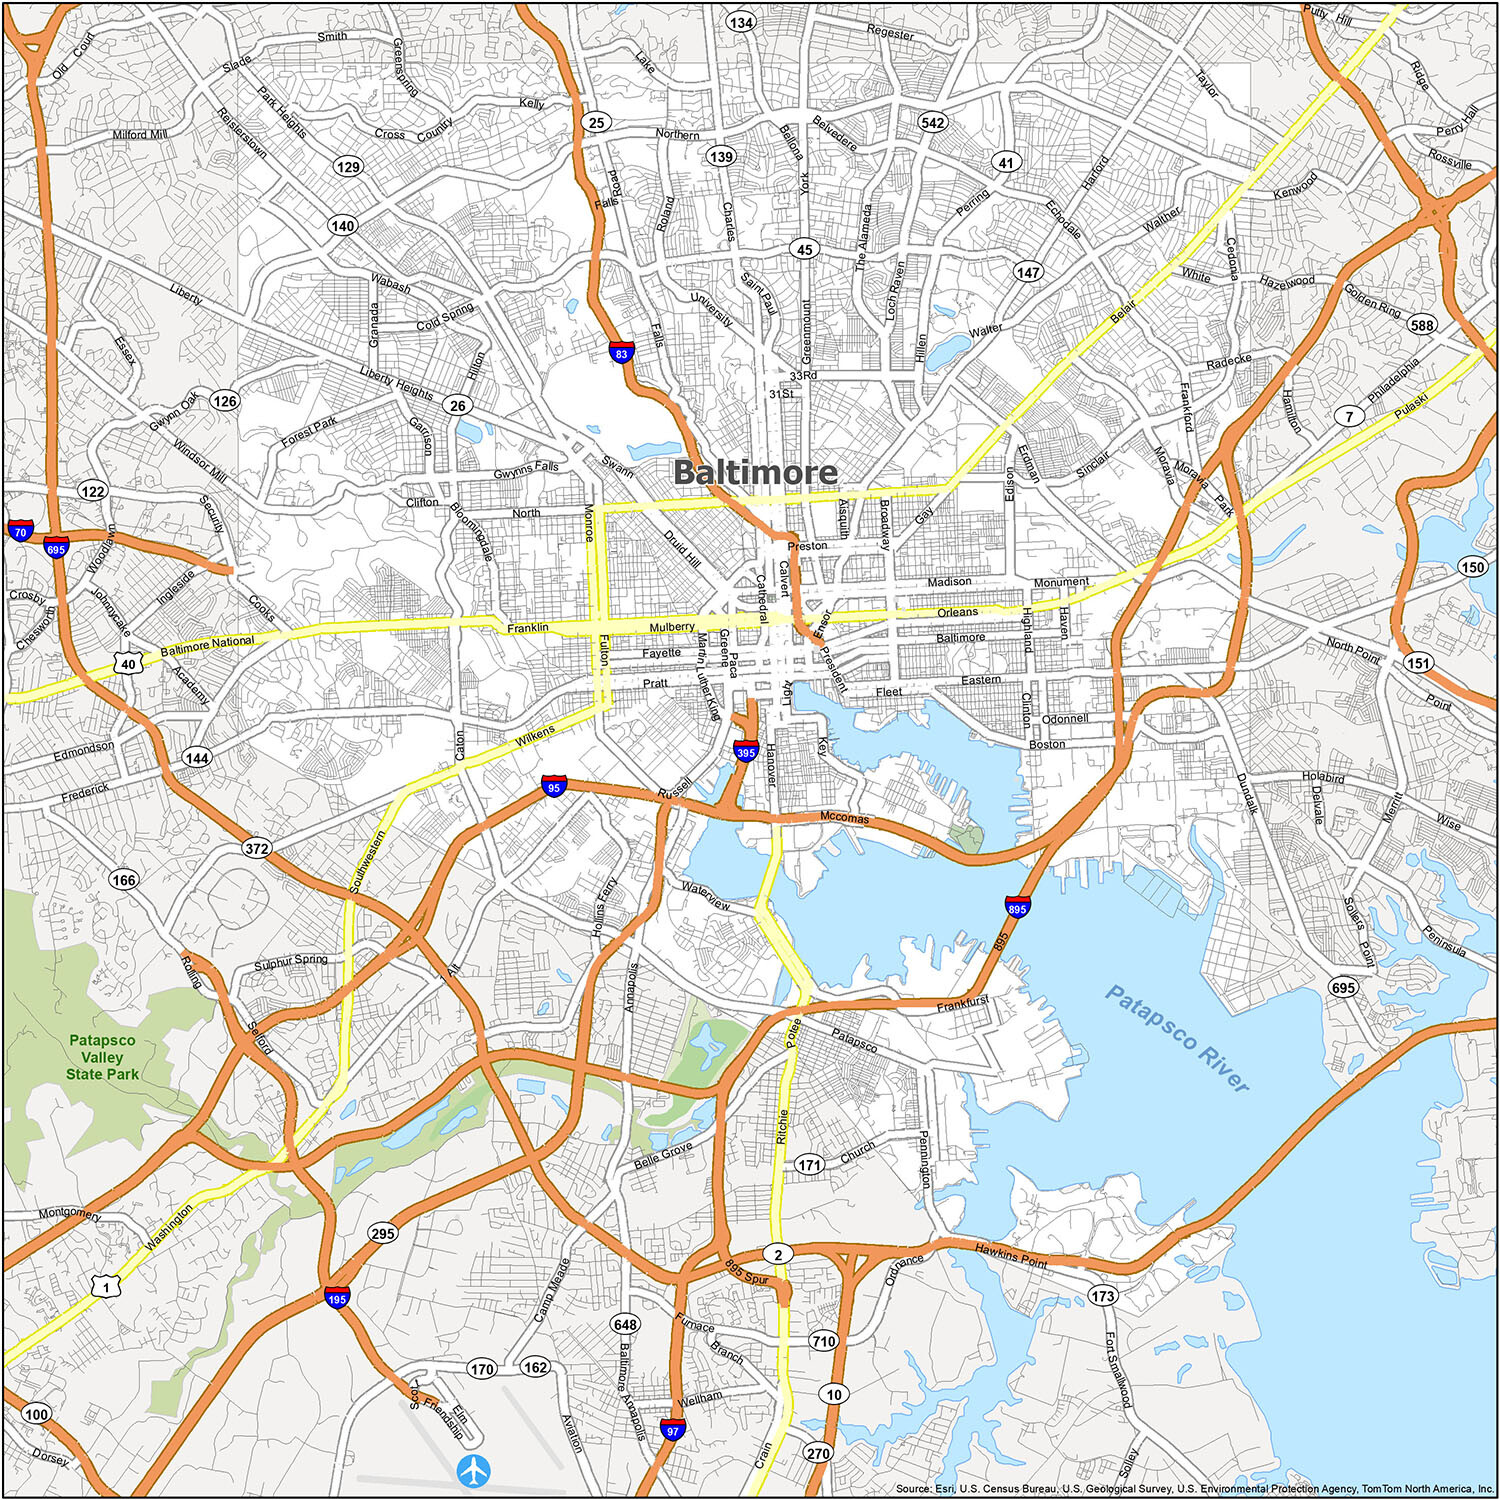 Putty Hill
134
Regester
Smith
Greenspring
Old Court
Slade
Lake
Ridge
Taylor
Park Heights
Kelly
25
Cross Country
Northern
Bellona
Belvedere
542
Perry Hall
Milford Mill
Reisterstown
129
139
41
Rossville
Harford
York
Kenwood
Falls Road
Roland
Charles
The Alameda
Perring
Echodale
Walther
140
45
Cedonia
Liberty
Wabash
147
White
Hazelwood
Golden Ring
Saint Paul
Loch Raven
University
Granada
Cold Spring
Falls
Greenmount
Belair
588
Essex
83
Hillen
Walter
Hilton
Liberty Heights
33Rd
Radecke
31St
Frankford
Hamilton
Philadelphia
Pulaski
7
126
26
Gwynn Oak
Forest Park
Garrison
Windsor Mill
Erdman
Sinclair
Moravia
Moravia Park
Gwynns Falls
Swann
Baltimore
Edison
122
Security
Clifton
North
Bloomingdale
Monroe
Aisquith
Broadway
Gay
70
695
Woodlawn
Druid Hill
Preston
150
Crosby
Johnnycake
Ingleside
Cooks
Calvert
Cathedral
Madison
Monument
Chesworth
Orleans
Highland
Haven
Franklin
Mulberry
Ensor
Baltimore National
40
Fulton
Fayette
Greene
Paca
Martin Luther King
Baltimore
North Point
151
Academy
Pratt
President
Eastern
Fleet
Light
Clinton
Point
Odonnell
Edmondson
144
Caton
Wilkens
395
Hanover
Key
Boston
Frederick
95
Russell
Mccomas
Dundalk
Holabird
Delvale
Merritt
Wise
372
Southwestern
166
Waterview
Hollins Ferry
895
Sollers Point
Peninsula
895
Sulphur Spring
Alt
Rolling
Annapolis
695
Frankfurst
Patapsco River
Selford
Potee
Patapsco
Patapsco
Valley
State Park
Ritchie
Belle Grove
171
Church
Pennington
Montgomery
Washington
295
2
Hawkins Point
895 Spur
Ordnance
1
195
Camp Meade
173
648
Furnace
710
Branch
Fort Smallwood
170
162
Baltimore Annapolis
Scott
Friendship
Elm
Wellham
10
100
97
Dorsey
Aviation
Crain
270
Solley
Source: Esri, U.S. Census Bureau, U.S. Geological Survey, U.S. Environmental Protection Agency, TomTom North America, Inc.